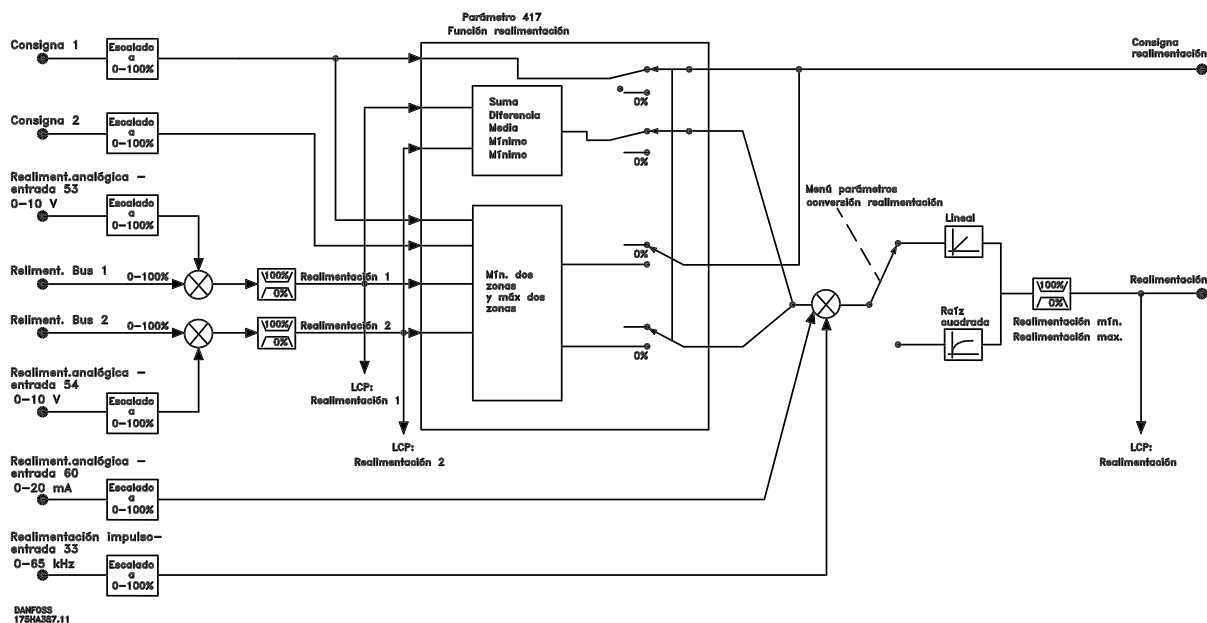 Parámetro 417
Función realimentación
Consigna 1
Escalado
a
0-100%
Consigna
realimentación
0%
Suma
Diferencia
Media
Mínimo
Mínimo
Consigna 2
Escalado
a
0-100%
0%
Realiment.analógica -
entrada 53
0-10 V
Escalado
a
0-100%
Menú parámetros
conversión realimentación
Lineal
0%
Reliment. Bus 1
0-100%
100%
0%
Realimentación 1
Mín. dos
zonas
y máx dos
zonas
Realimentación
100%
0%
Reliment. Bus 2
0-100%
100%
0%
Realimentación 2
0%
Raíz
cuadrada
Realimentación mín.
Realimentación max.
Realiment.analógica -
entrada 54
0-10 V
Escalado
a
0-100%
LCP:
Realimentación 1
LCP:
Realimentación 2
LCP:
Realimentación
Realiment.analógica -
entrada 60
0-20 mA
Escalado
a
0-100%
Realimentación impulso-
entrada 33
0-65 kHz
Escalado
a
0-100%
DANFOSS
175HA387.11